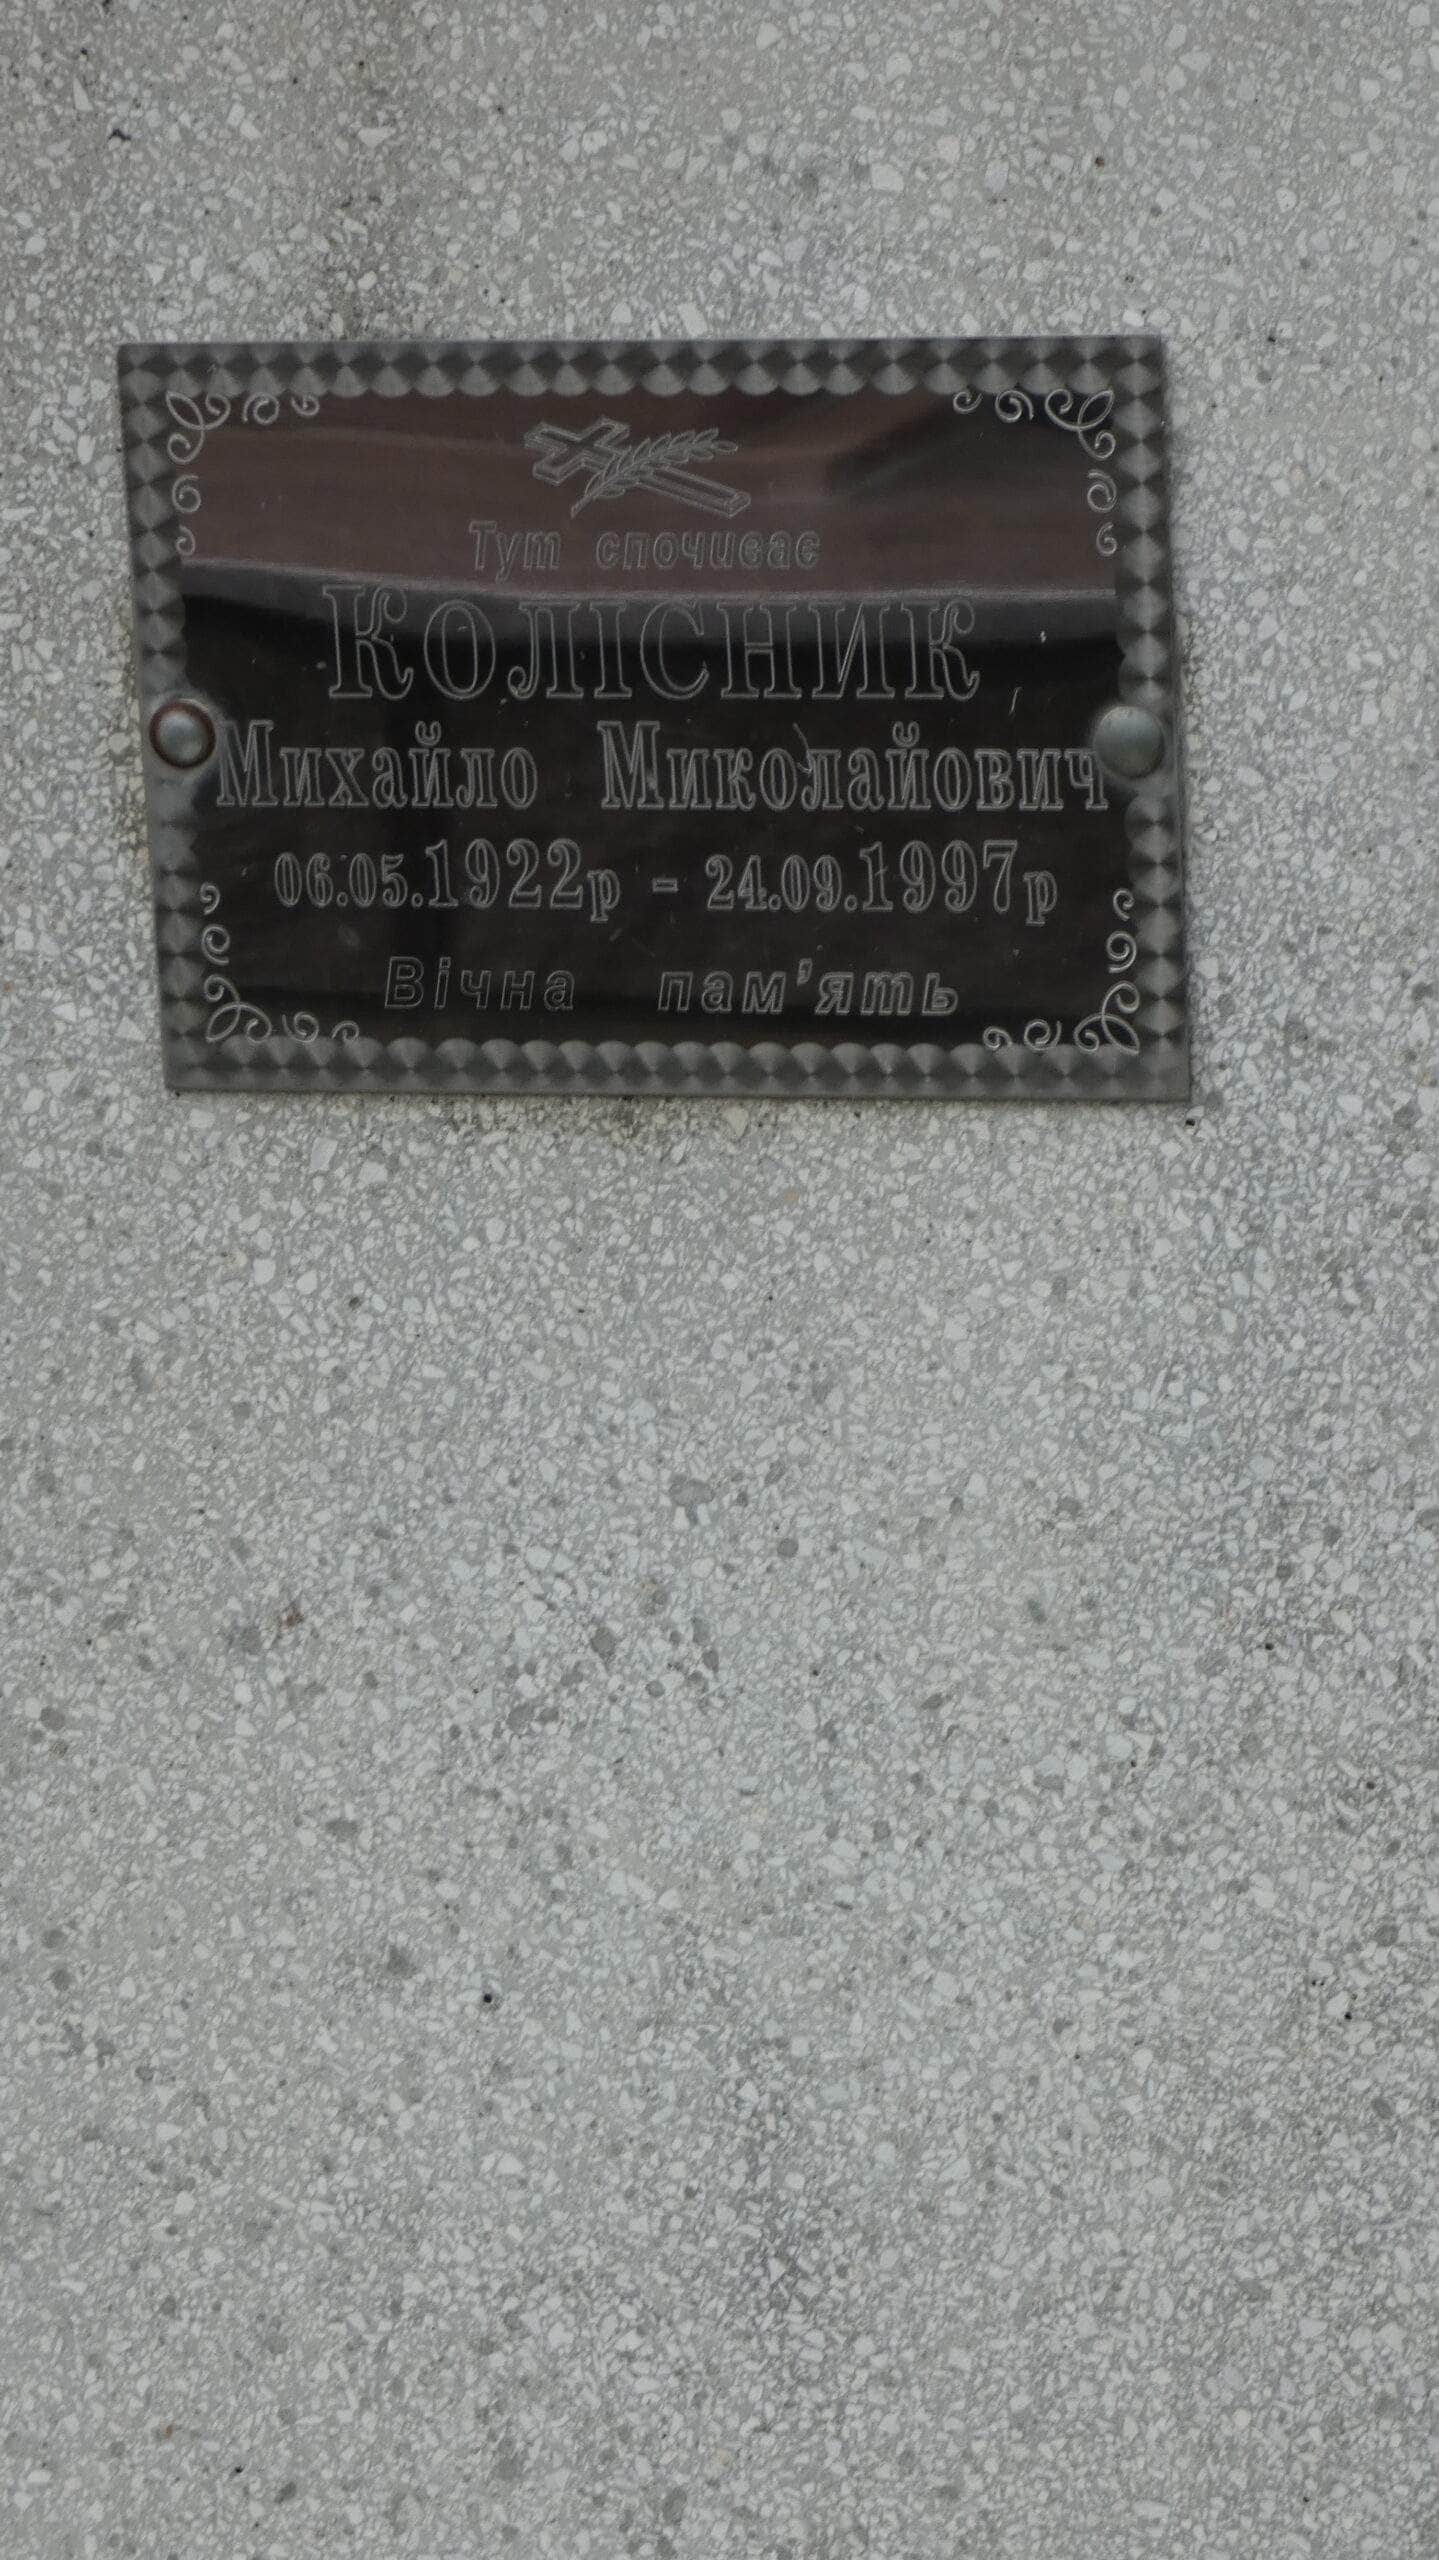 Тут спочиває
КОЛІСНИК
Михайло Миколайович
06.05.1922р - 24.09.1997р
Вічна пам'ять